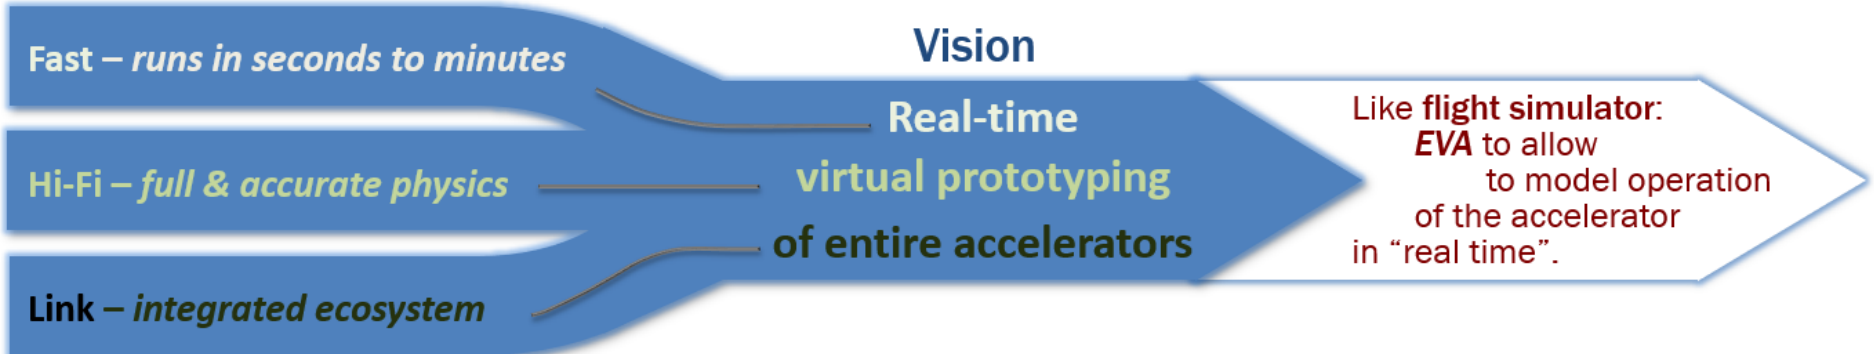 Fast – runs in seconds to minutes
Hi-Fi – full & accurate physics
Link – integrated ecosystem
Vision
Real-time
virtual prototyping
of entire accelerators
Like flight simulator:
EVA to allow
to model operation
of the accelerator
in “real time”.